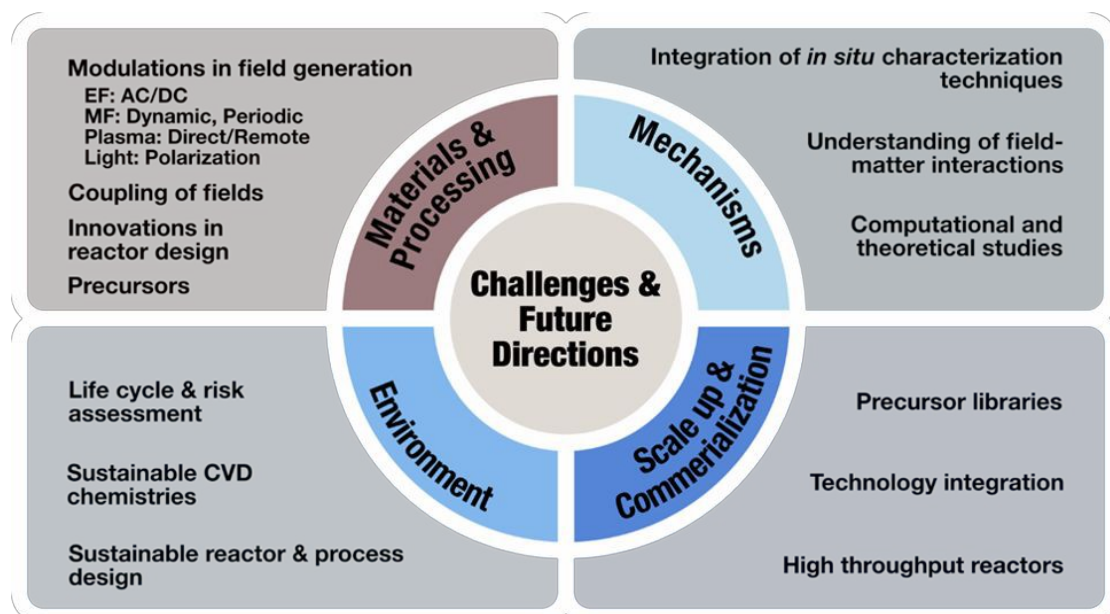 Modulations in field generation
EF: AC/DC
MF: Dynamic, Periodic
Plasma: Direct/Remote
Light: Polarization
Coupling of fields
Innovations in
reactor design
Precursors
Materials &
Processing
Mechanisms
Integration of in situ characterization
techniques
Understanding of field-
matter interactions
Computational and
theoretical studies
Challenges &
Future
Directions
Life cycle & risk
assessment
Sustainable CVD
chemistries
Sustainable reactor & process
design
Environment
Scale up &
Commerialization
Precursor libraries
Technology integration
High throughput reactors